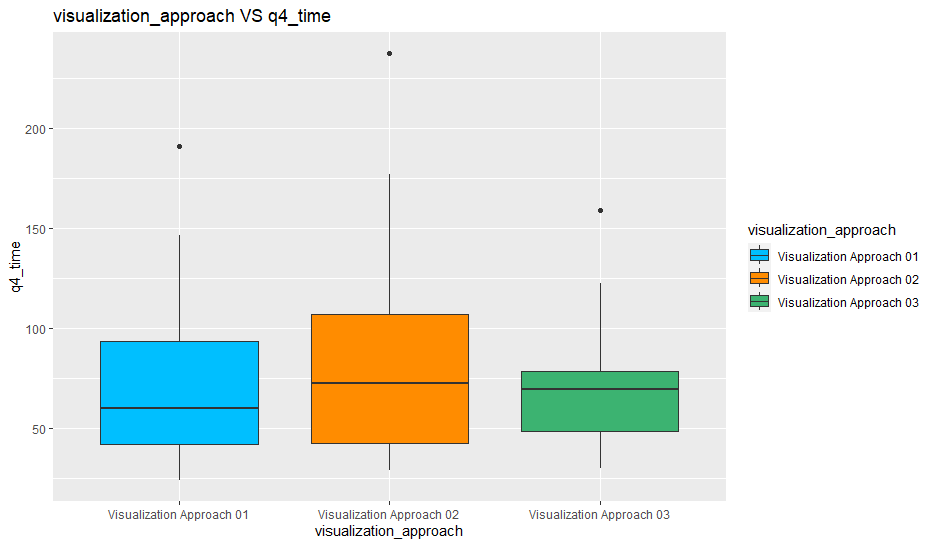 visualization_approach VS q4_time
200
150
100
50
q4_time
Visualization Approach 01
Visualization Approach 02
Visualization Approach 03
visualization_approach
visualization_approach
Visualization Approach 01
Visualization Approach 02
Visualization Approach 03